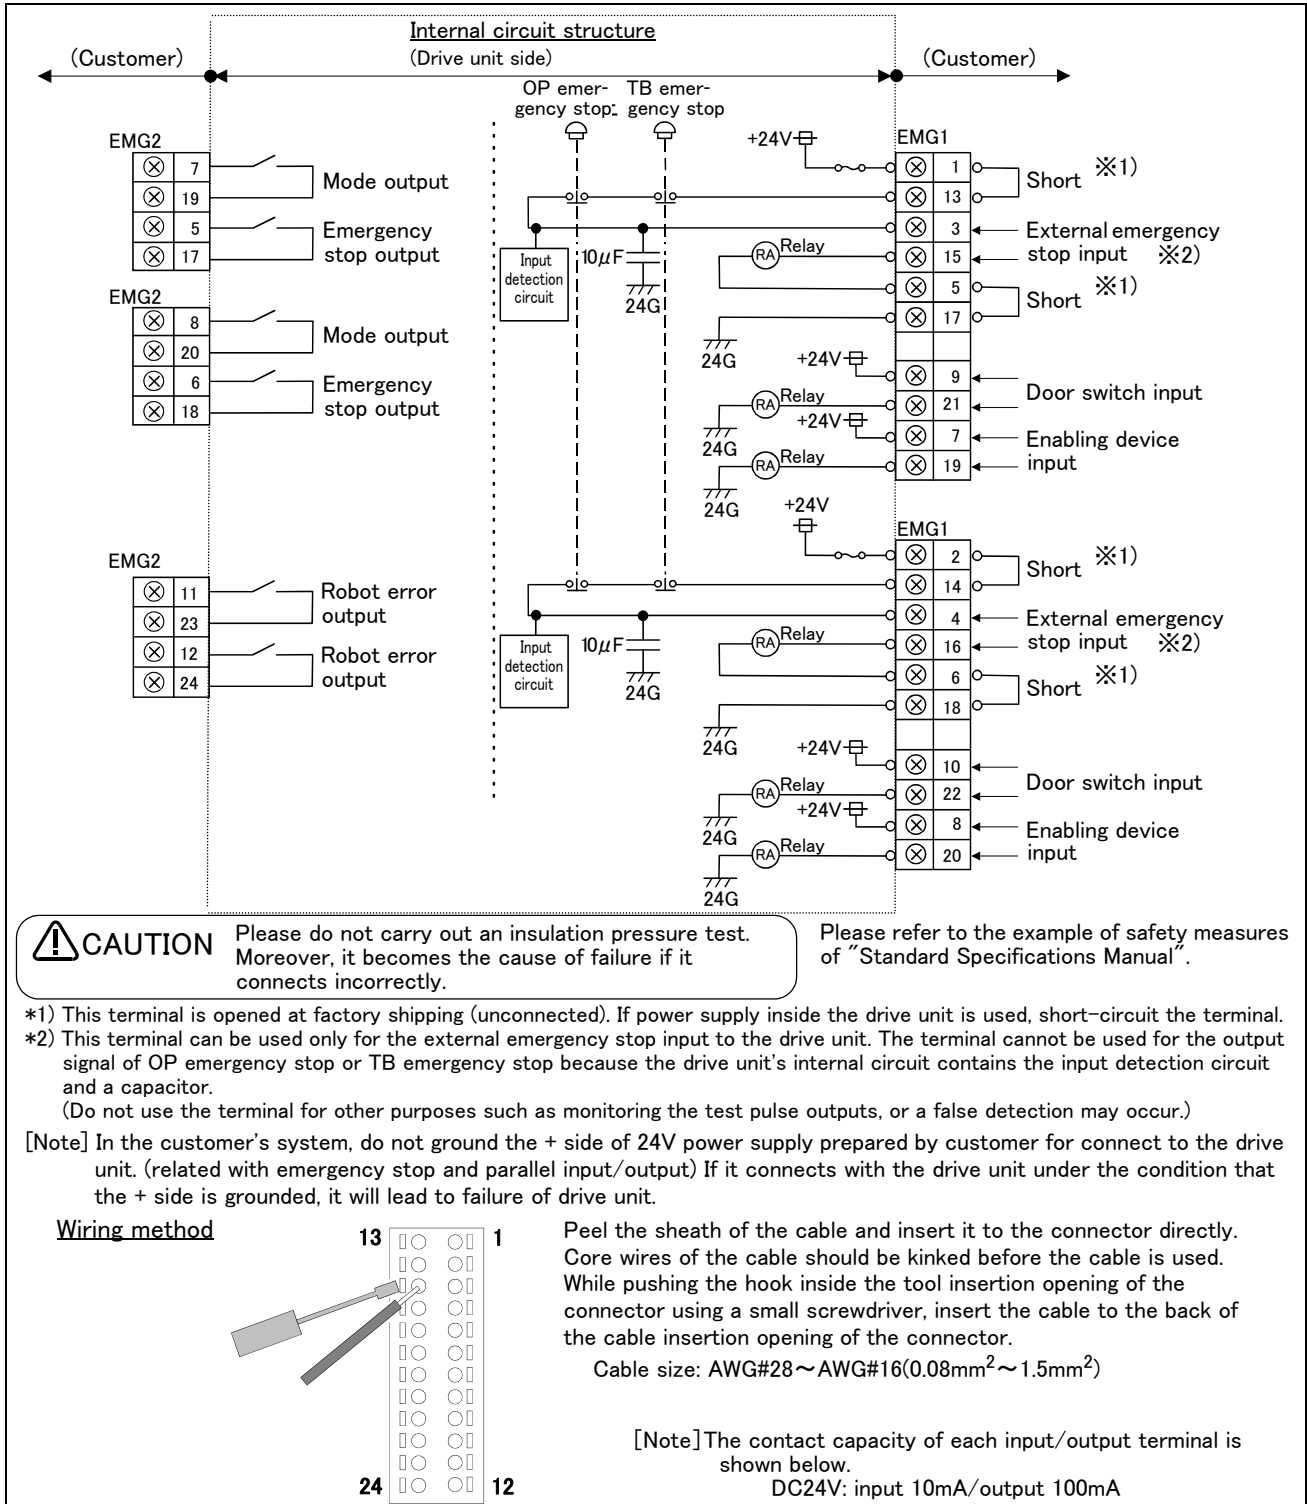 Internal circuit structure
(Customer)
(Drive unit side)
(Customer)
OP emer-
gency stop
TB emer-
gency stop
EMG2
7
19
5
17
Mode output
Emergency
stop output
EMG2
8
20
6
18
Mode output
Emergency
stop output
EMG2
11
23
12
24
Robot error
output
Robot error
output
Input
detection
circuit
10μF
24G
+24V
Relay
RA
24G
+24V
Relay
RA
+24V
24G
Relay
RA
24G
EMG1
1
13
3
15
5
17
9
21
7
19
Short ※1)
External emergency
stop input ※2)
Short ※1)
Door switch input
Enabling device
input
Input
detection
circuit
10μF
24G
+24V
Relay
RA
24G
+24V
Relay
RA
+24V
24G
Relay
RA
24G
EMG1
2
14
4
16
6
18
10
22
8
20
Short ※1)
External emergency
stop input ※2)
Short ※1)
Door switch input
Enabling device
input
CAUTION
Please do not carry out an insulation pressure test.
Moreover, it becomes the cause of failure if it
connects incorrectly.
Please refer to the example of safety measures
of "Standard Specifications Manual".
*1) This terminal is opened at factory shipping (unconnected). If power supply inside the drive unit is used, short-circuit the terminal.
*2) This terminal can be used only for the external emergency stop input to the drive unit. The terminal cannot be used for the output
signal of OP emergency stop or TB emergency stop because the drive unit's internal circuit contains the input detection circuit
and a capacitor.
(Do not use the terminal for other purposes such as monitoring the test pulse outputs, or a false detection may occur.)
[Note] In the customer's system, do not ground the + side of 24V power supply prepared by customer for connect to the drive
unit. (related with emergency stop and parallel input/output) If it connects with the drive unit under the condition that
the + side is grounded, it will lead to failure of drive unit.
Wiring method
13
1
24
12
Peel the sheath of the cable and insert it to the connector directly.
Core wires of the cable should be kinked before the cable is used.
While pushing the hook inside the tool insertion opening of the
connector using a small screwdriver, insert the cable to the back of
the cable insertion opening of the connector.
Cable size: AWG#28～AWG#16(0.08mm²～1.5mm²)
[Note]The contact capacity of each input/output terminal is
shown below.
DC24V: input 10mA/output 100mA